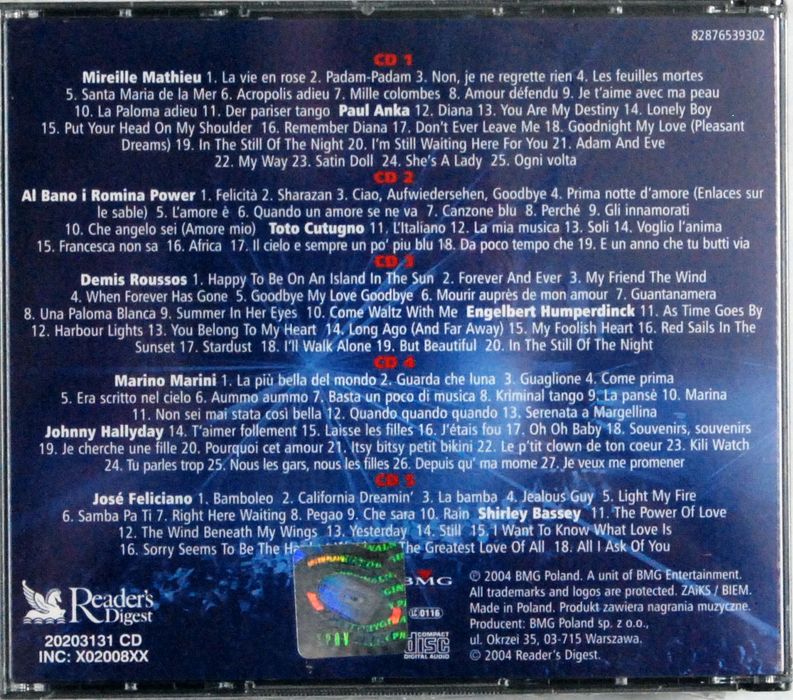 82876539302
CD 1
Mireille Mathieu 1. La vie en rose 2. Padam-Padam 3. Non, je ne regrette rien 4. Les feuilles mortes
5. Santa Maria de la Mer 6. Acropolis adieu 7. Mille colombes 8. Amour défendu 9. Je t'aime avec ma peau
10. La Paloma adieu 11. Der pariser tango Paul Anka 12. Diana 13. You Are My Destiny 14. Lonely Boy
15. Put Your Head On My Shoulder 16. Remember Diana 17. Don't Ever Leave Me 18. Goodnight My Love (Pleasant
Dreams) 19. In The Still Of The Night 20. I'm Still Waiting Here For You 21. Adam And Eve
22. My Way 23. Satin Doll 24. She's A Lady 25. Ogni volta
CD 2
Al Bano i Romina Power 1. Felicità 2. Sharazan 3. Ciao, Aufwiedersehen, Goodbye 4. Prima notte d'amore (Enlaces sur
le sable) 5. L'amore è 6. Quando un amore se ne va 7. Canzone blu 8. Perché 9. Gli innamorati
10. Che angelo sei (Amore mio) Toto Cutugno 11. L'Italiano 12. La mia musica 13. Soli 14. Voglio l'anima
15. Francesca non sa 16. Africa 17. Il cielo e sempre un po' piu blu 18. Da poco tempo che 19. E un anno che tu butti via
CD 3
Demis Roussos 1. Happy To Be On An Island In The Sun 2. Forever And Ever 3. My Friend The Wind
4. When Forever Has Gone 5. Goodbye My Love Goodbye 6. Mourir auprès de mon amour 7. Guantanamera
8. Una Paloma Blanca 9. Summer In Her Eyes 10. Come Waltz With Me Engelbert Humperdinck 11. As Time Goes By
12. Harbour Lights 13. You Belong To My Heart 14. Long Ago (And Far Away) 15. My Foolish Heart 16. Red Sails In The
Sunset 17. Stardust 18. I'll Walk Alone 19. But Beautiful 20. In The Still Of The Night
CD 4
Marino Marini 1. La più bella del mondo 2. Guarda che luna 3. Guaglione 4. Come prima
5. Era scritto nel cielo 6. Aummo aummo 7. Basta un poco di musica 8. Kriminal tango 9. La pansè 10. Marina
11. Non sei mai stata così bella 12. Quando quando quando 13. Serenata a Margellina
Johnny Hallyday 14. T'aimer follement 15. Laisse les filles 16. J'étais fou 17. Oh Oh Baby 18. Souvenirs, souvenirs
19. Je cherche une fille 20. Pourquoi cet amour 21. Itsy bitsy petit bikini 22. Le p'tit clown de ton coeur 23. Kili Watch
24. Tu parles trop 25. Nous les gars, nous les filles 26. Depuis qu' ma mome 27. Je veux me promener
CD 5
José Feliciano 1. Bamboleo 2. California Dreamin' 3. La bamba 4. Jealous Guy 5. Light My Fire
6. Samba Pa Ti 7. Right Here Waiting 8. Pegao 9. Che sara 10. Rain Shirley Bassey 11. The Power Of Love
12. The Wind Beneath My Wings 13. Yesterday 14. Still 15. I Want To Know What Love Is
16. Sorry Seems To Be The The Greatest Love Of All 18. All I Ask Of You
Reader's
Digest
20203131 CD
INC: X02008XX
BMG
LC 0116
COMPACT
disc
DIGITAL AUDIO
© 2004 BMG Poland. A unit of BMG Entertainment.
All trademarks and logos are protected. ZAiKS / BIEM.
Made in Poland. Produkt zawiera nagrania muzyczne.
Producent: BMG Poland sp. z o.o.,
ul. Okrzei 35, 03-715 Warszawa.
© 2004 Reader's Digest.